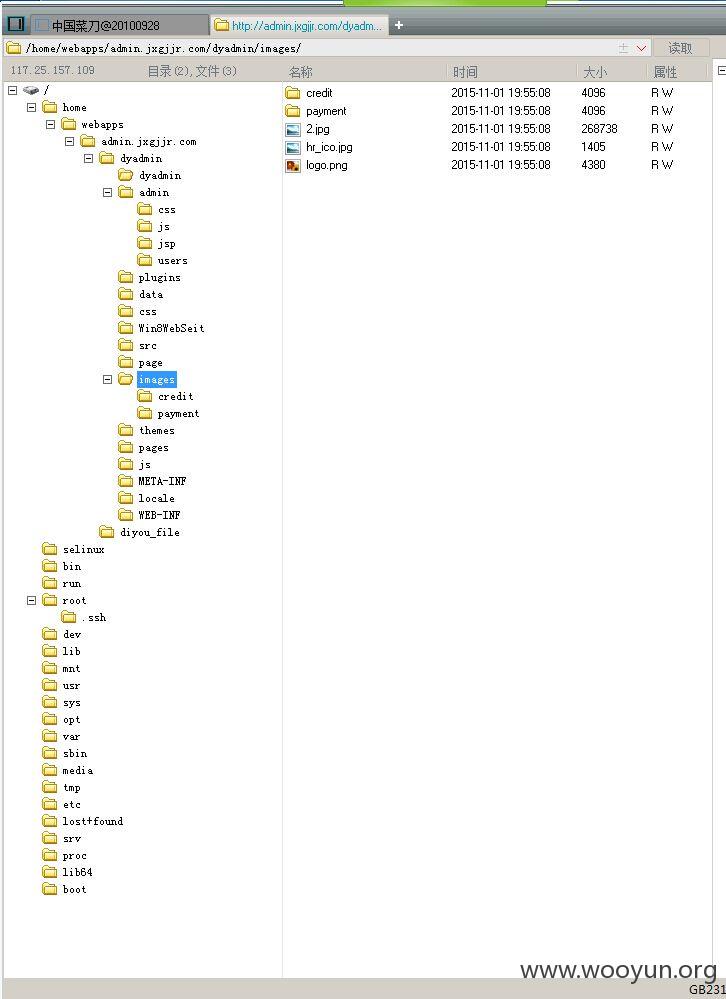 中国菜刀@20100928 http://admin.jxgjjr.com/dyadm... +
/home/webapps/admin.jxgjjr.com/dyadmin/images/ 读取
117.25.157.109 目录(2),文件(3) 名称 时间 大小 属性
/
home
webapps
admin.jxgjjr.com
dyadmin
dyadmin
admin
css
js
jsp
users
plugins
data
css
Win8WebSeit
src
page
images
credit
payment
themes
pages
js
META-INF
locale
WEB-INF
diyou_file
selinux
bin
run
root
.ssh
dev
lib
mnt
usr
sys
opt
var
sbin
media
tmp
etc
lost+found
srv
proc
lib64
boot
credit 2015-11-01 19:55:08 4096 R W
payment 2015-11-01 19:55:08 4096 R W
2.jpg 2015-11-01 19:55:08 268738 R W
hr_ico.jpg 2015-11-01 19:55:08 1405 R W
logo.png 2015-11-01 19:55:08 4380 R W
www.wooyun.org
GB231